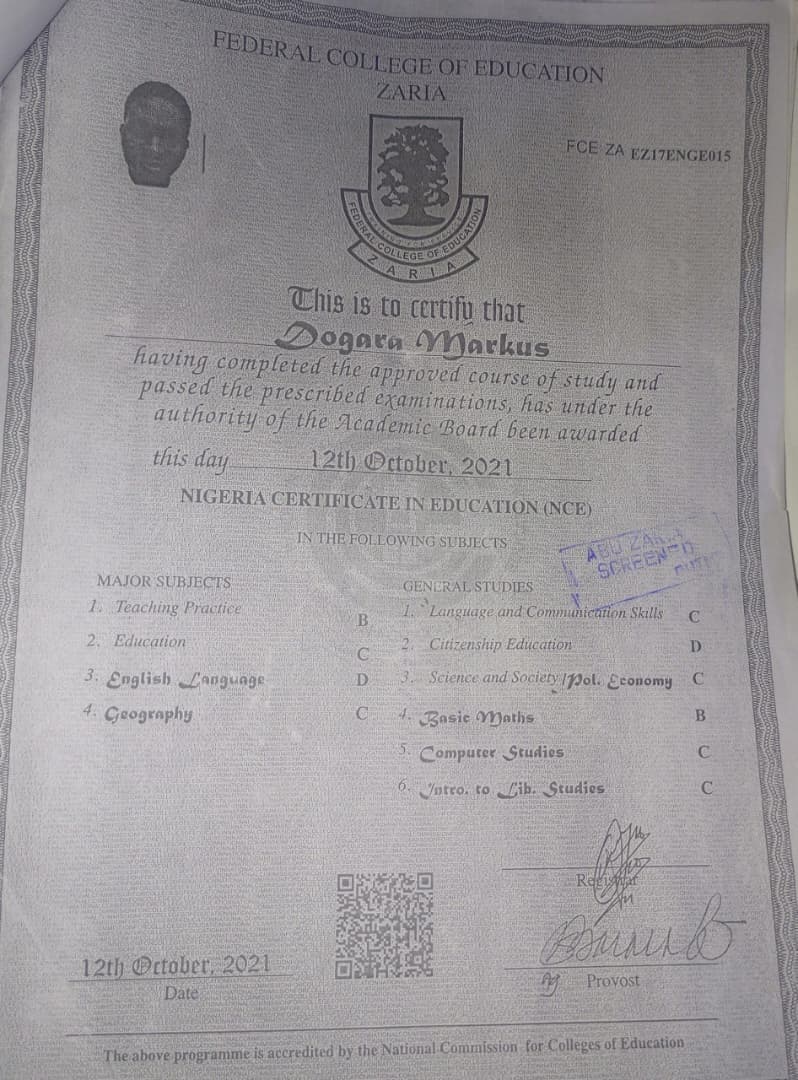 FEDERAL COLLEGE OF EDUCATION
ZARIA
FCE ZA EZ17ENGE015
FEDERAL COLLEGE OF EDUCATION
ZARIA
This is to certify that
Dogara Markus
having completed the approved course of study and
passed the prescribed examinations, has under the
authority of the Academic Board been awarded
this day 12th October, 2021
NIGERIA CERTIFICATE IN EDUCATION (NCE)
IN THE FOLLOWING SUBJECTS
ABU ZARIA
SCREENED
MAJOR SUBJECTS
1. Teaching Practice B
2. Education C
3. English Language D
4. Geography C
GENERAL STUDIES
1. Language and Communication Skills C
2. Citizenship Education D
3. Science and Society /Pol. Economy C
4. Basic Maths B
5. Computer Studies C
6. Intro. to Lib. Studies C
Registrar
12th October, 2021
Date
Ag Provost
The above programme is accredited by the National Commission for Colleges of Education